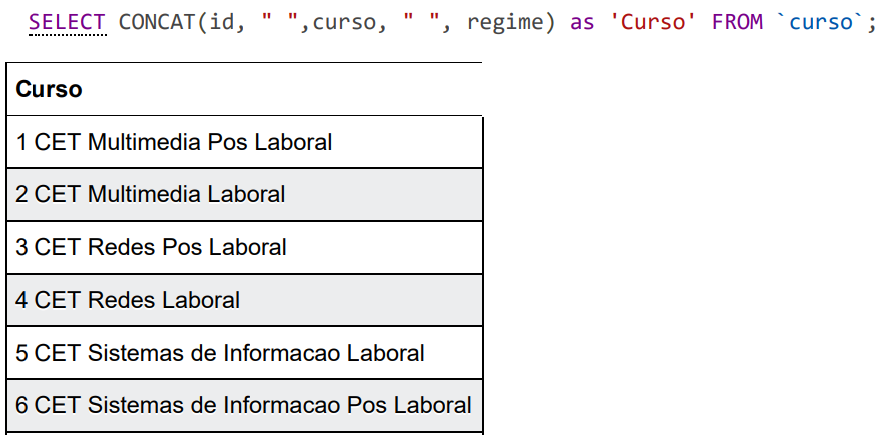 SELECT CONCAT(id, " ",curso, " ", regime) as 'Curso' FROM `curso`;
Curso
1 CET Multimedia Pos Laboral
2 CET Multimedia Laboral
3 CET Redes Pos Laboral
4 CET Redes Laboral
5 CET Sistemas de Informacao Laboral
6 CET Sistemas de Informacao Pos Laboral